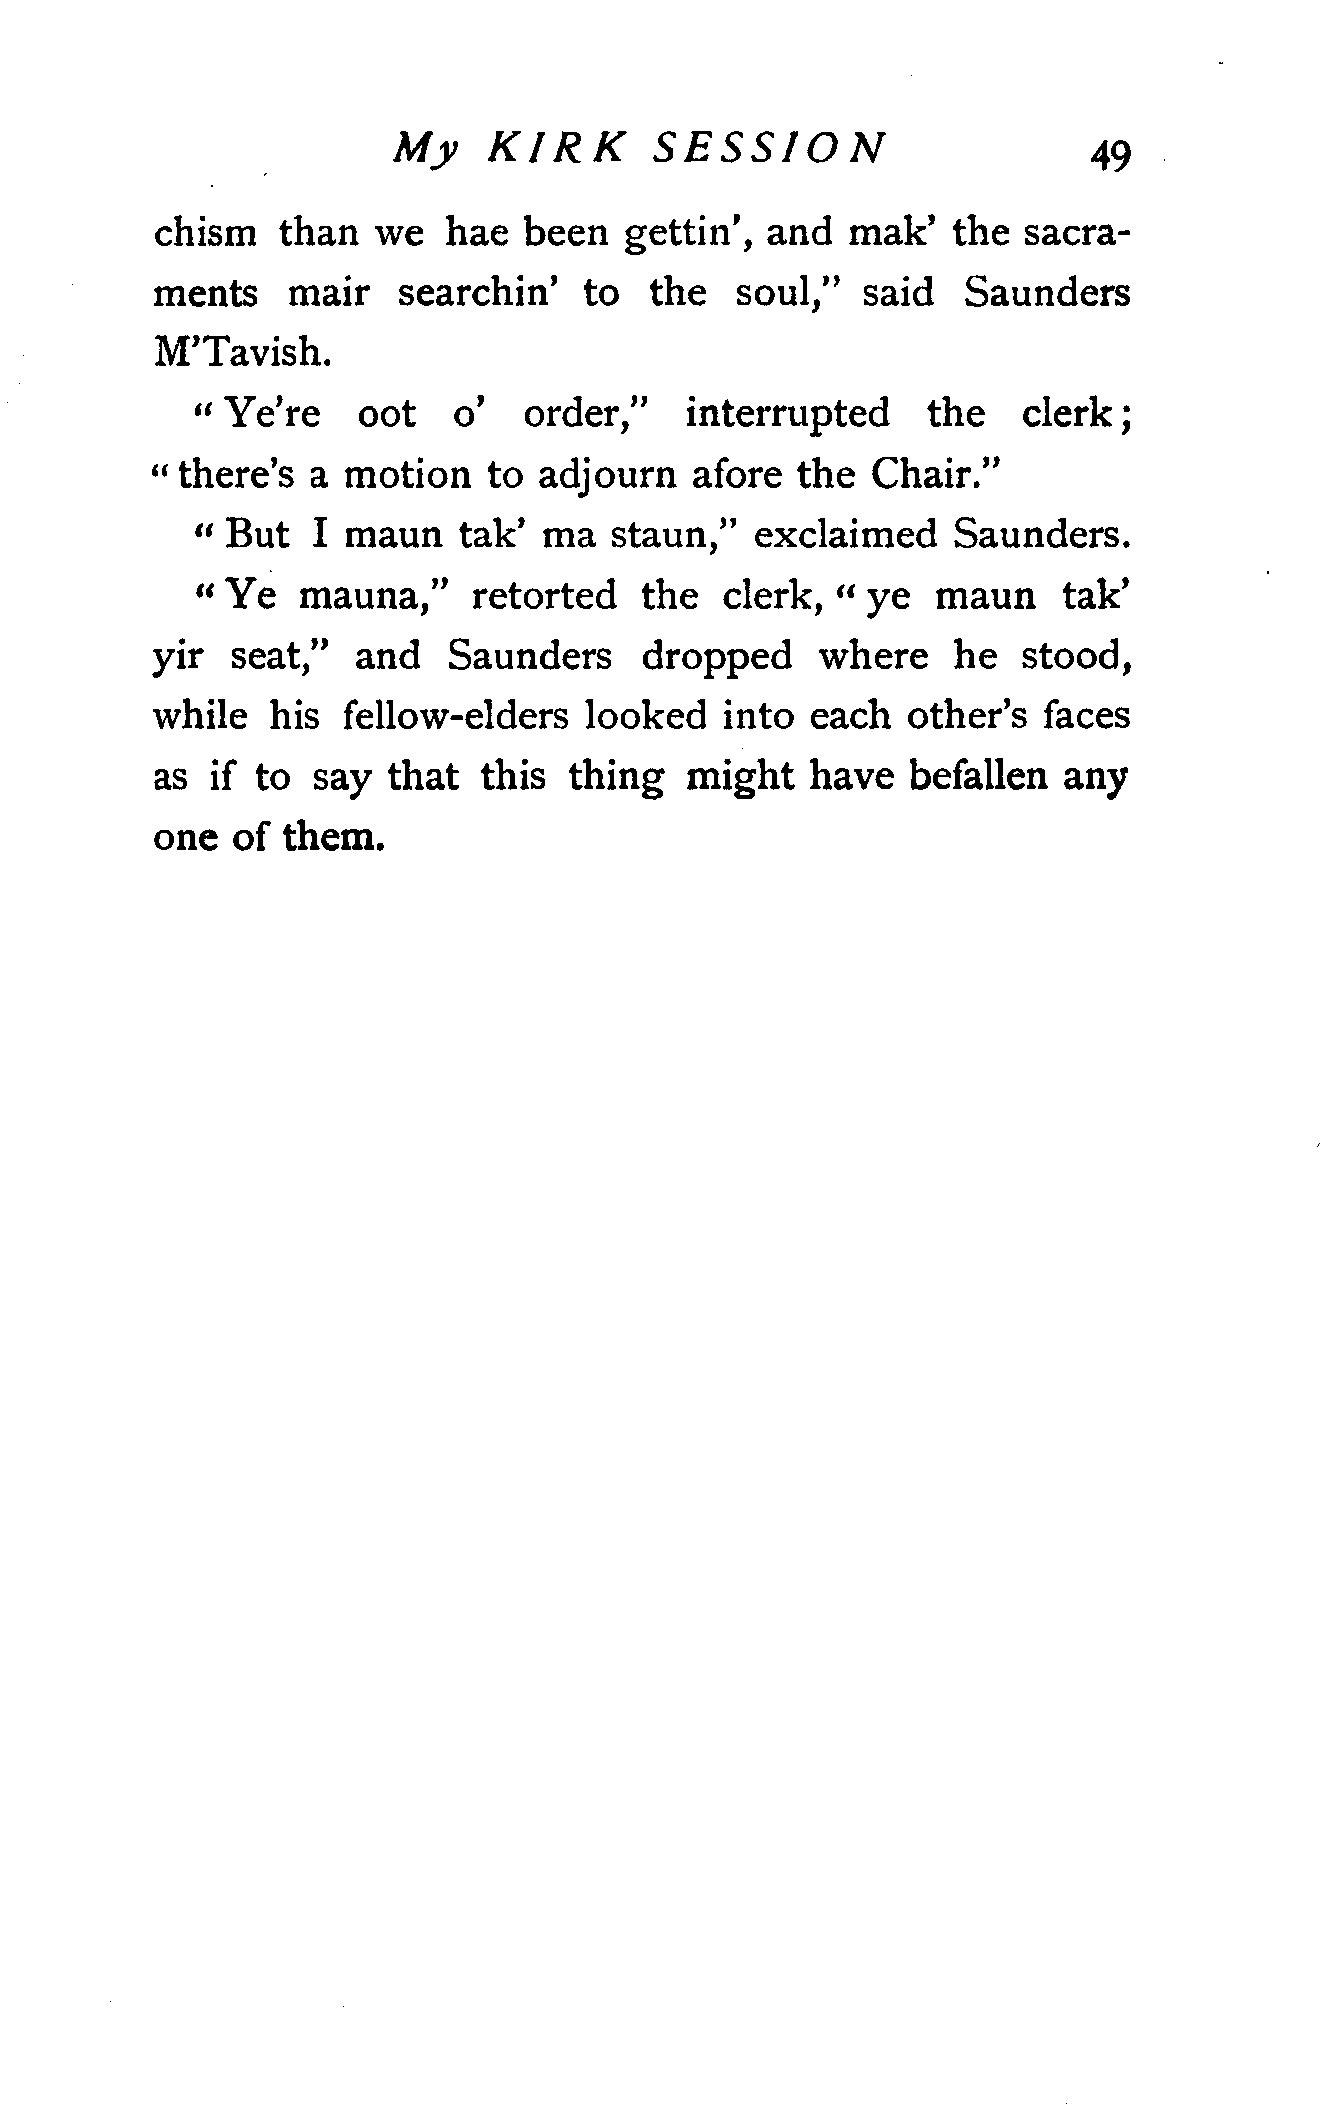 My KIRK SESSION 49
chism than we hae been gettin', and mak' the sacra-
ments mair searchin' to the soul," said Saunders
M'Tavish.
"Ye're oot o' order," interrupted the clerk;
"there's a motion to adjourn afore the Chair."
"But I maun tak' ma staun," exclaimed Saunders.
"Ye mauna," retorted the clerk, "ye maun tak'
yir seat," and Saunders dropped where he stood,
while his fellow-elders looked into each other's faces
as if to say that this thing might have befallen any
one of them.